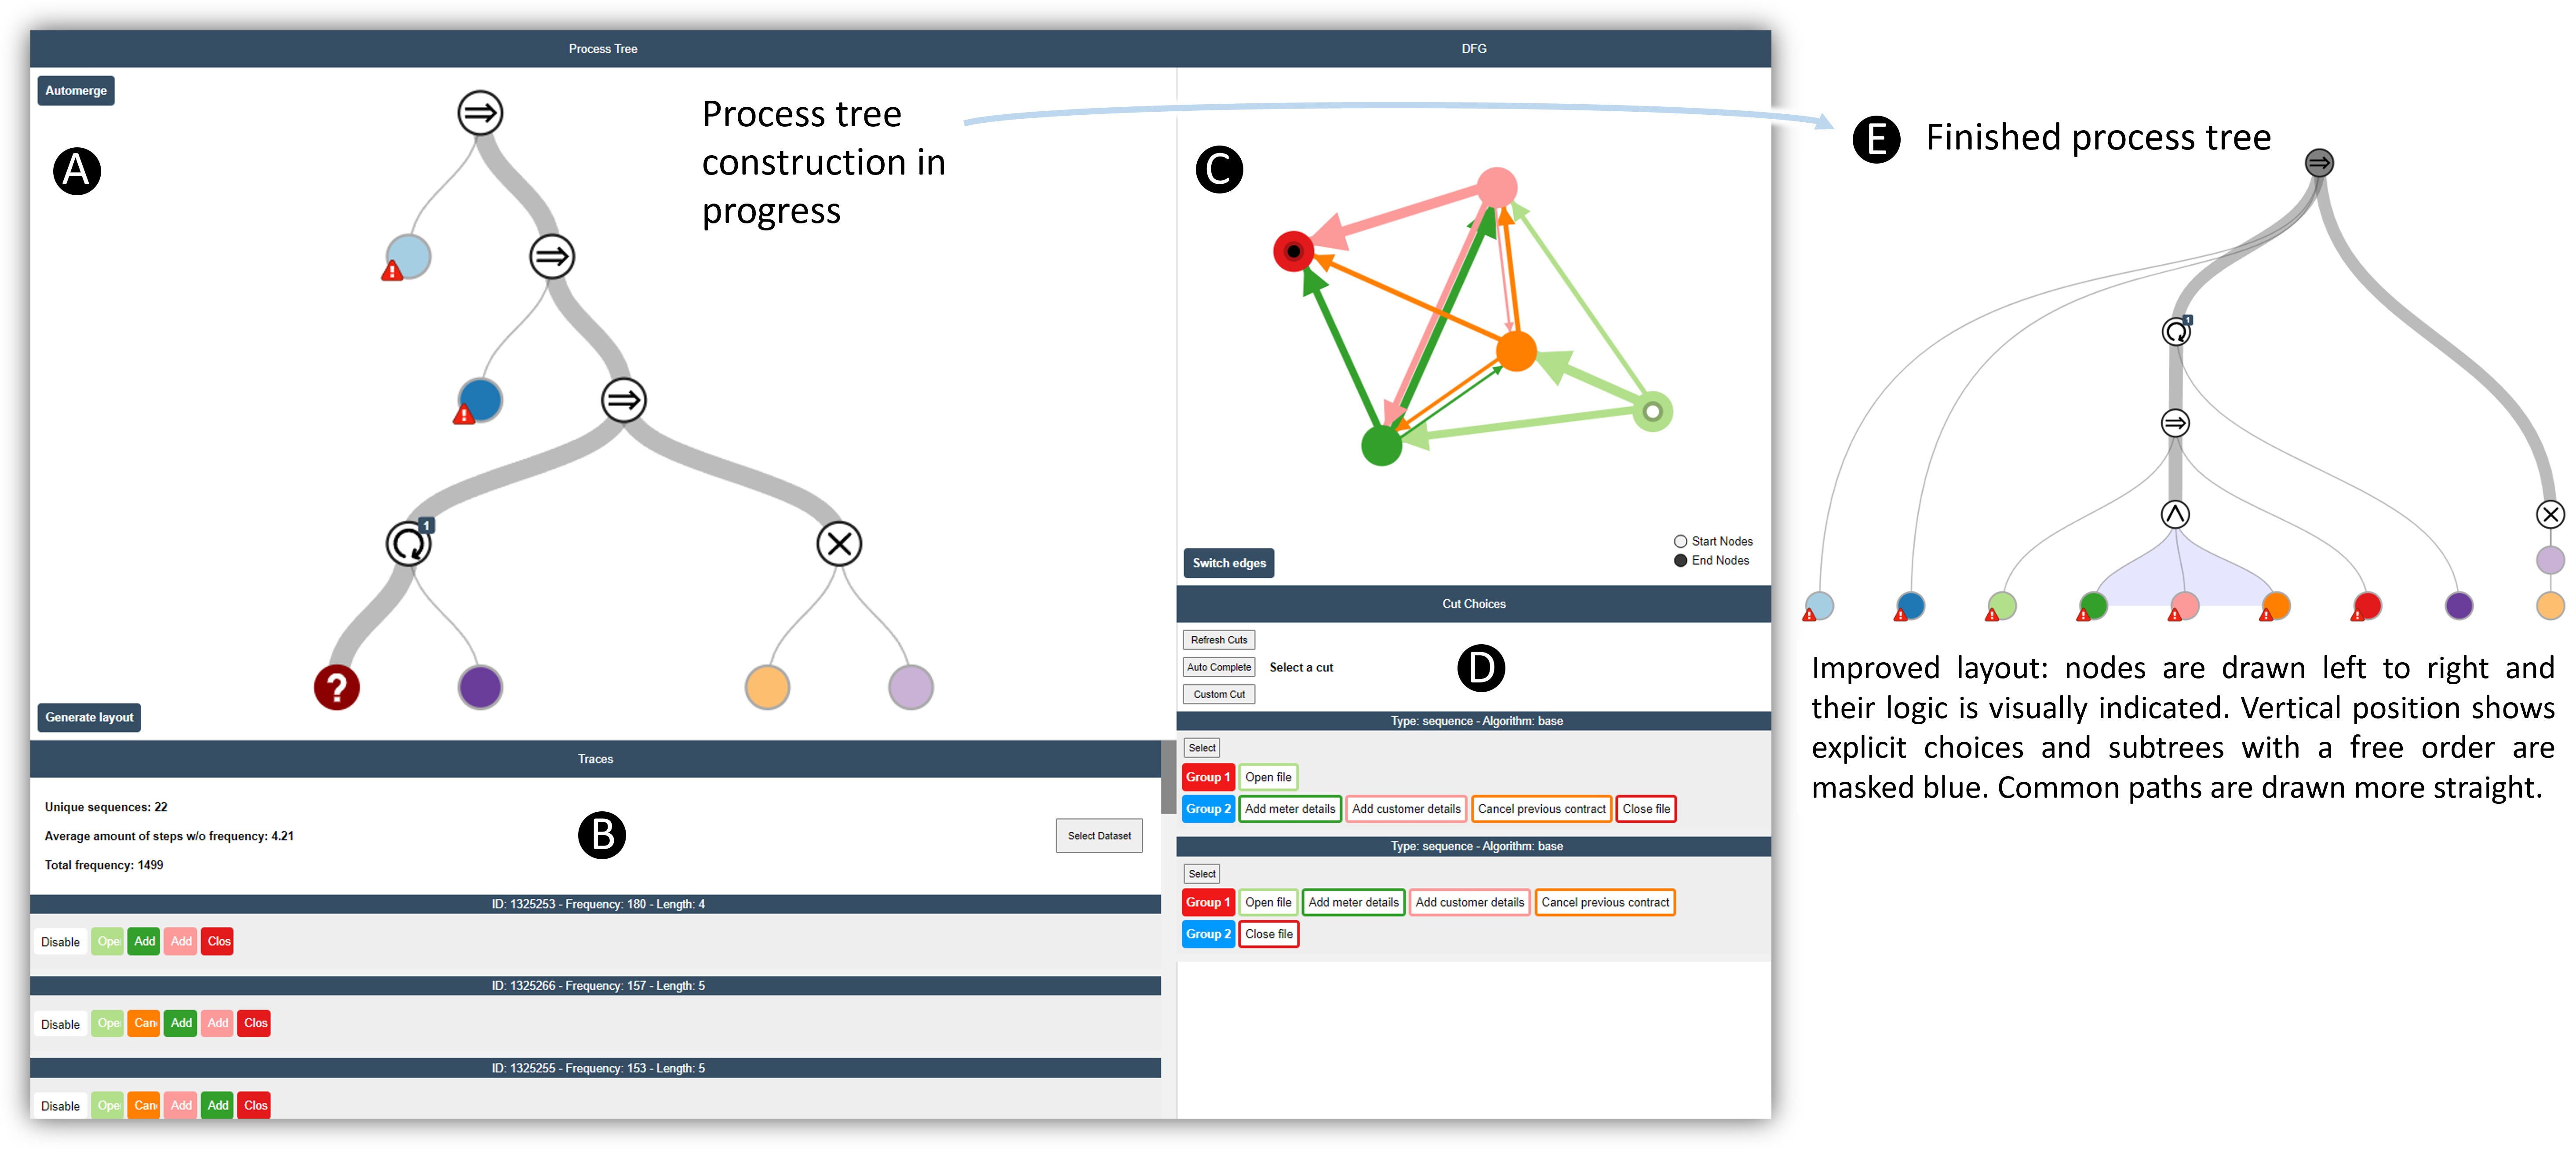 Process Tree
DFG
Automerge
A
Process tree
construction in
progress
C
E Finished process tree
1
1
?
Generate layout
Start Nodes
End Nodes
Switch edges
Cut Choices
Refresh Cuts
Auto Complete
Select a cut
D
Custom Cut
Type: sequence - Algorithm: base
Select
Group 1 Open file
Group 2 Add meter details Add customer details Cancel previous contract Close file
Type: sequence - Algorithm: base
Select
Group 1 Open file Add meter details Add customer details Cancel previous contract
Group 2 Close file
Improved layout: nodes are drawn left to right and
their logic is visually indicated. Vertical position shows
explicit choices and subtrees with a free order are
masked blue. Common paths are drawn more straight.
Traces
Unique sequences: 22
Average amount of steps w/o frequency: 4.21
Total frequency: 1499
B
Select Dataset
ID: 1325253 - Frequency: 180 - Length: 4
Disable Ope Add Add Clos
ID: 1325266 - Frequency: 157 - Length: 5
Disable Ope Can Add Add Clos
ID: 1325255 - Frequency: 153 - Length: 5
Disable Ope Can Add Add Clos